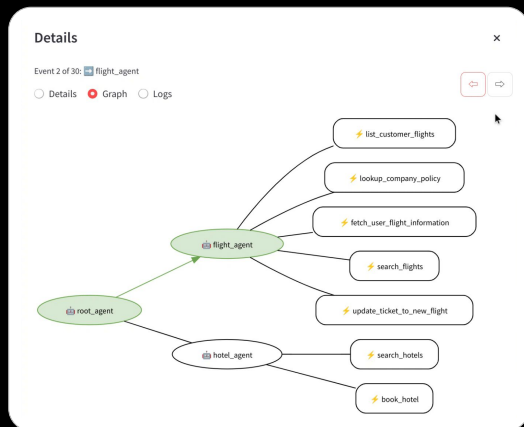 Details
×
Event 2 of 30: ➡️ flight_agent
Details Graph Logs
⚡ list_customer_flights
⚡ lookup_company_policy
⚡ fetch_user_flight_information
🤖 flight_agent
⚡ search_flights
🤖 root_agent
⚡ update_ticket_to_new_flight
🤖 hotel_agent
⚡ search_hotels
⚡ book_hotel